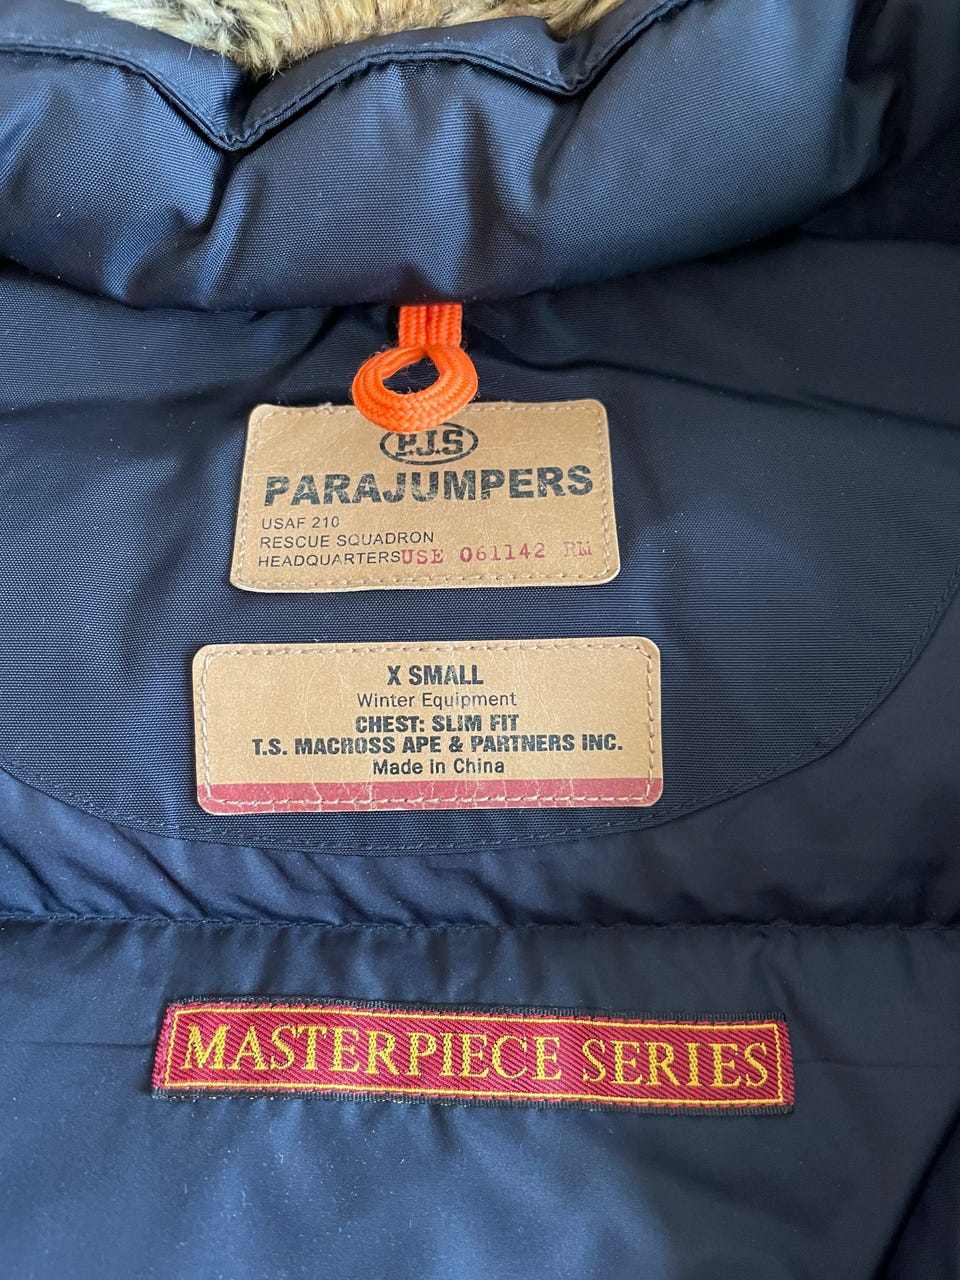 P.J.S
PARAJUMPERS
USAF 210
RESCUE SQUADRON
HEADQUARTERS USE 061142 RM
X SMALL
Winter Equipment
CHEST: SLIM FIT
T.S. MACROSS APE & PARTNERS INC.
Made in China
MASTERPIECE SERIES